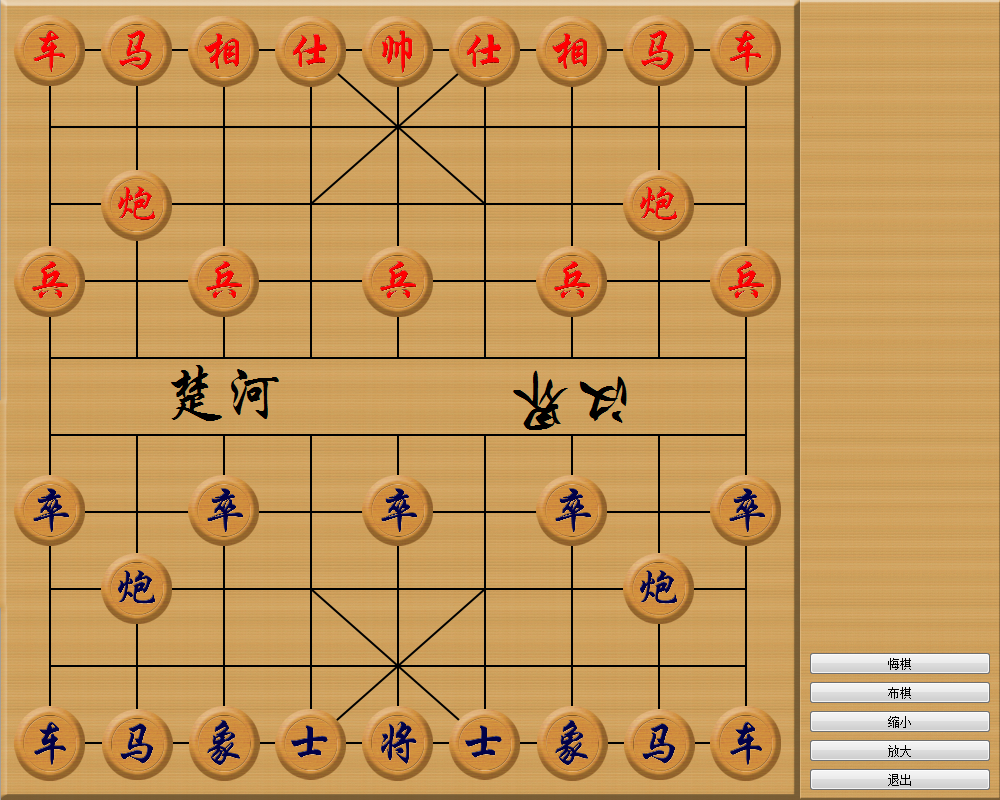 车马相仕帅仕相马车
炮炮
兵兵兵兵兵
楚河 汉界
卒卒卒卒卒
炮炮
车马象士将士象马车
悔棋
布棋
缩小
放大
退出